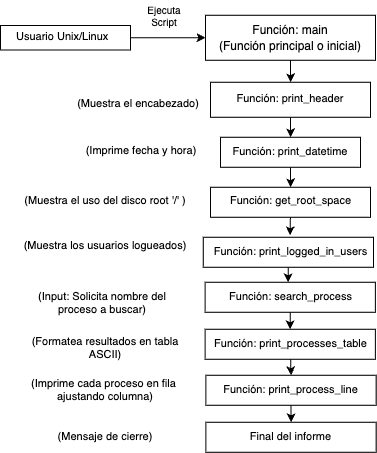 Ejecuta
Script
Usuario Unix/Linux
Función: main
(Función principal o inicial)
(Muestra el encabezado)
Función: print_header
(Imprime fecha y hora)
Función: print_datetime
(Muestra el uso del disco root '/' )
Función: get_root_space
(Muestra los usuarios logueados)
Función: print_logged_in_users
(Input: Solicita nombre del
proceso a buscar)
Función: search_process
(Formatea resultados en tabla
ASCII)
Función: print_processes_table
(Imprime cada proceso en fila
ajustando columna)
Función: print_process_line
(Mensaje de cierre)
Final del informe